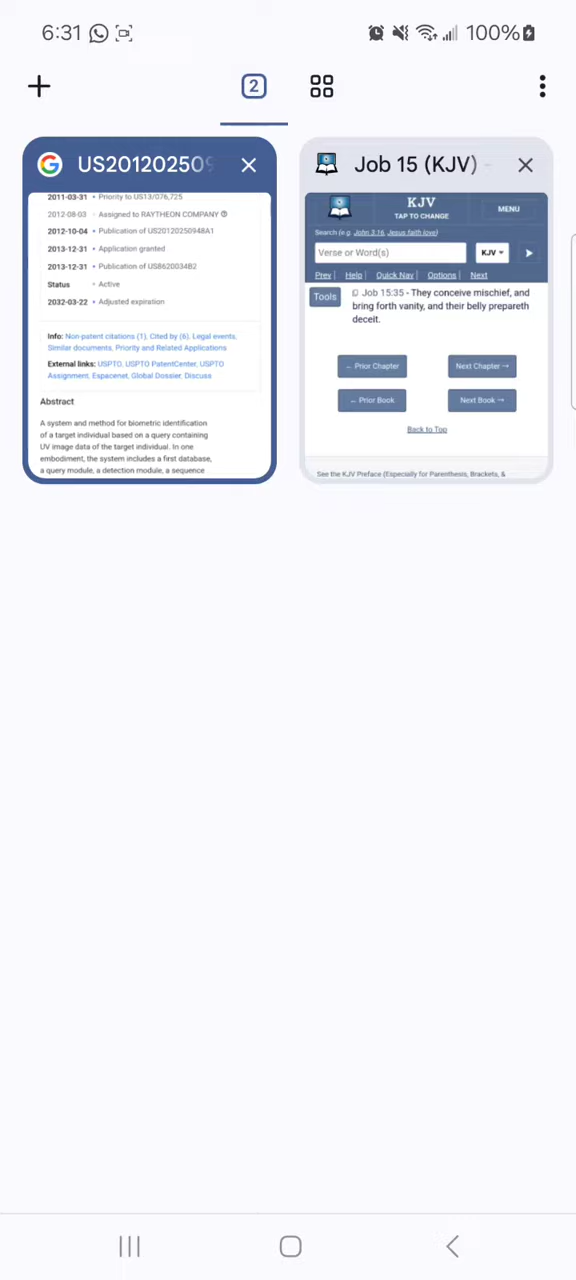 6:31
100%
2
US201202509
2011-03-31 • Priority to US13/076,725
2012-08-03 • Assigned to RAYTHEON COMPANY
2012-10-04 • Publication of US20120250948A1
2013-12-31 • Application granted
2013-12-31 • Publication of US8620034B2
Status • Active
2032-03-22 • Adjusted expiration
Info: Non-patent citations (1), Cited by (6), Legal events,
Similar documents, Priority and Related Applications
External links: USPTO, USPTO PatentCenter, USPTO
Assignment, Espacenet, Global Dossier, Discuss
Abstract
A system and method for biometric identification
of a target individual based on a query containing
UV image data of the target individual. In one
embodiment, the system includes a first database,
a query module, a detection module, a sequence
Job 15 (KJV) -
KJV
TAP TO CHANGE
MENU
Search (e.g. John 3:16, Jesus faith love)
Verse or Word(s)
KJV
Prev | Help | Quick Nav | Options | Next
Tools
Job 15:35 - They conceive mischief, and
bring forth vanity, and their belly prepareth
deceit.
← Prior Chapter
Next Chapter →
← Prior Book
Next Book →
Back to Top
See the KJV Preface (Especially for Parenthesis, Brackets, &